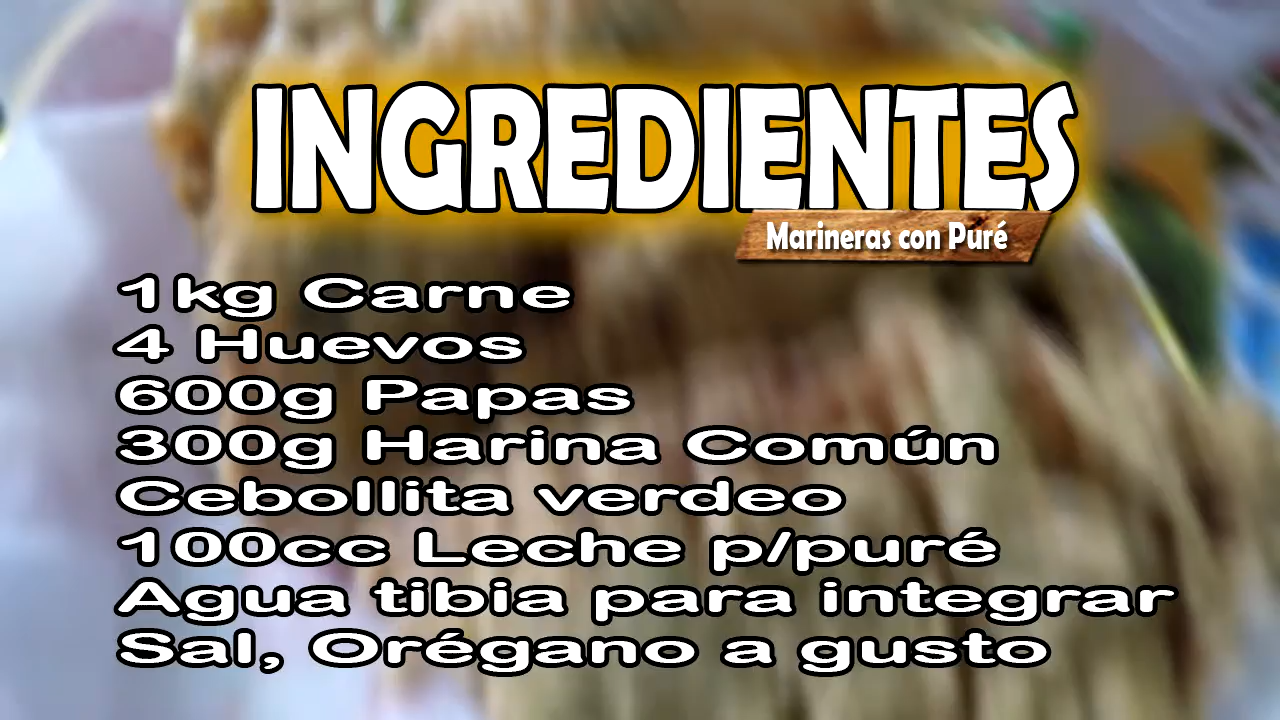 INGREDIENTES
Marineras con Puré
1kg Carne
4 Huevos
600g Papas
300g Harina Común
Cebollita verdeo
100cc Leche p/puré
Agua tibia para integrar
Sal, Orégano a gusto